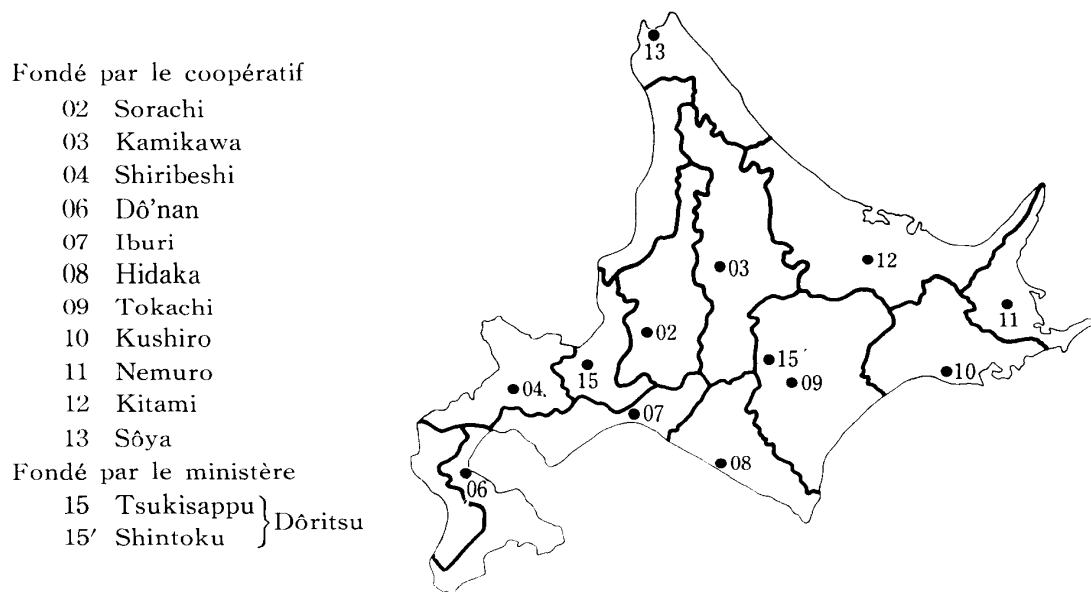 Fondé par le coopératif
02 Sorachi
03 Kamikawa
04 Shiribeshi
06 Dô'nan
07 Iburi
08 Hidaka
09 Tokachi
10 Kushiro
11 Nemuro
12 Kitami
13 Sôya
Fondé par le ministère
15 Tsukisappu
15′ Shintoku
Dôritsu
13
12
03
11
02
15′
10
15
09
04.
07
08
06